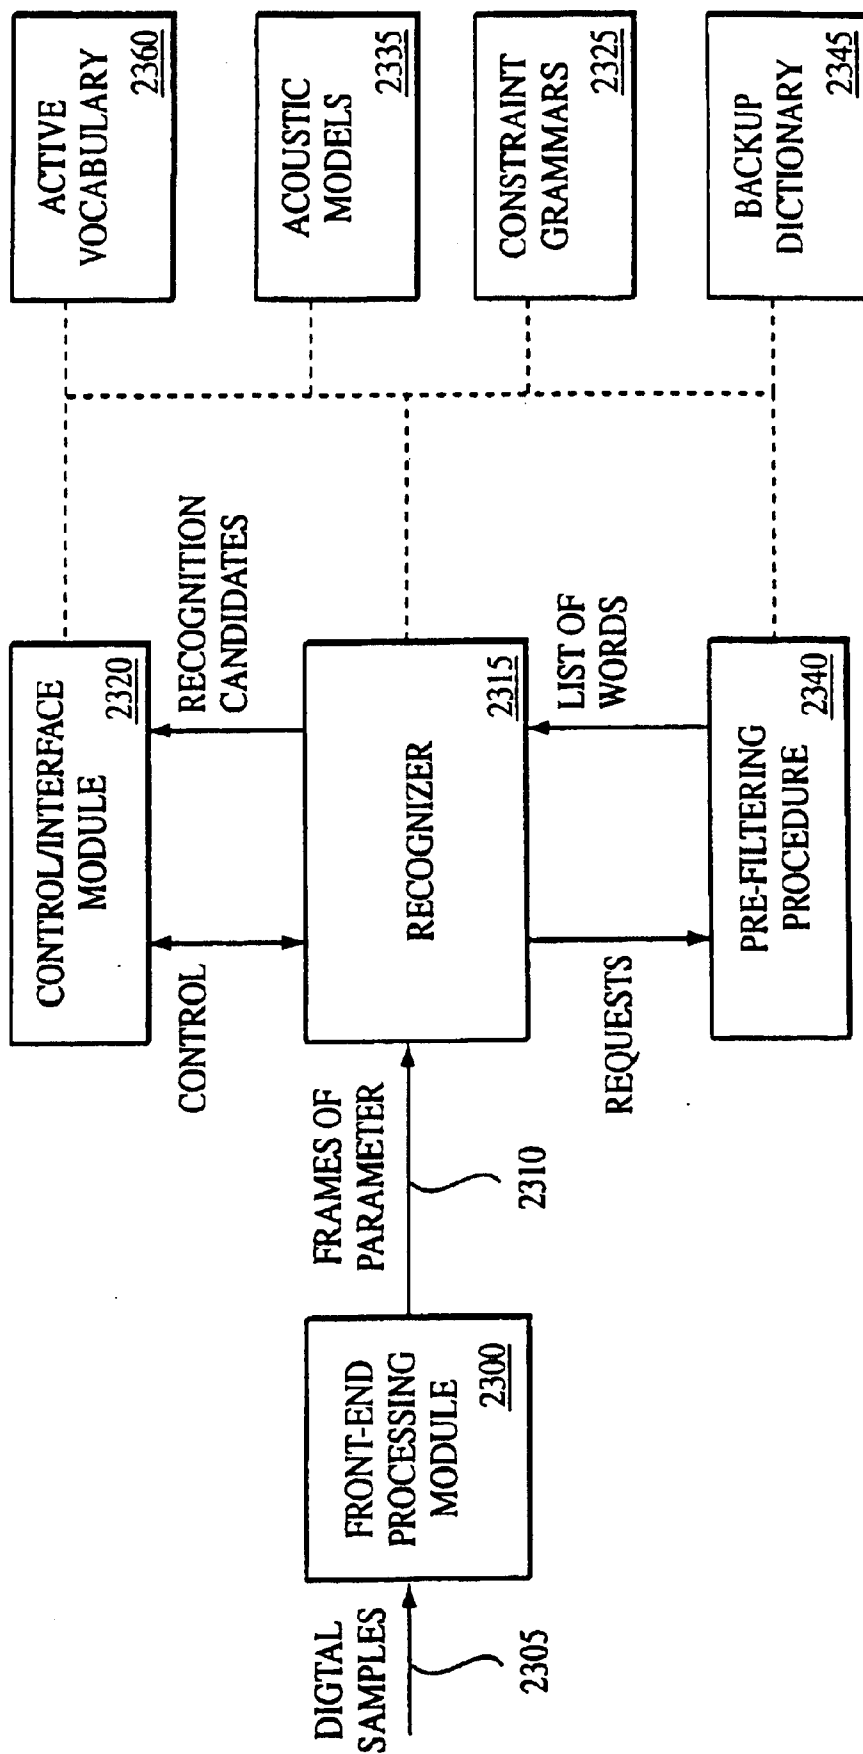 DIGTAL
SAMPLES
2305
FRONT-END
PROCESSING
MODULE
2300
FRAMES OF
PARAMETER
2310
CONTROL/INTERFACE
MODULE
2320
CONTROL
RECOGNITION
CANDIDATES
RECOGNIZER
2315
REQUESTS
LIST OF
WORDS
PRE-FILTERING
PROCEDURE
2340
ACTIVE
VOCABULARY
2360
ACOUSTIC
MODELS
2335
CONSTRAINT
GRAMMARS
2325
BACKUP
DICTIONARY
2345